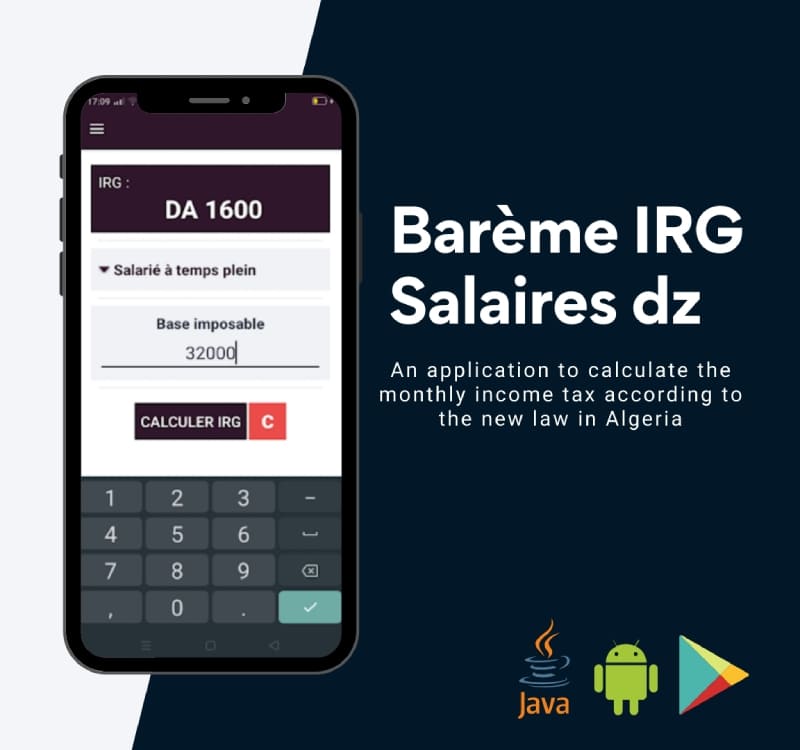 17:09
IRG :
DA 1600
Salarié à temps plein
Base imposable
32000
CALCULER IRG C
1 2 3 –
4 5 6
7 8 9
, 0 .
Barème IRG
Salaires dz
An application to calculate the
monthly income tax according to
the new law in Algeria
Java